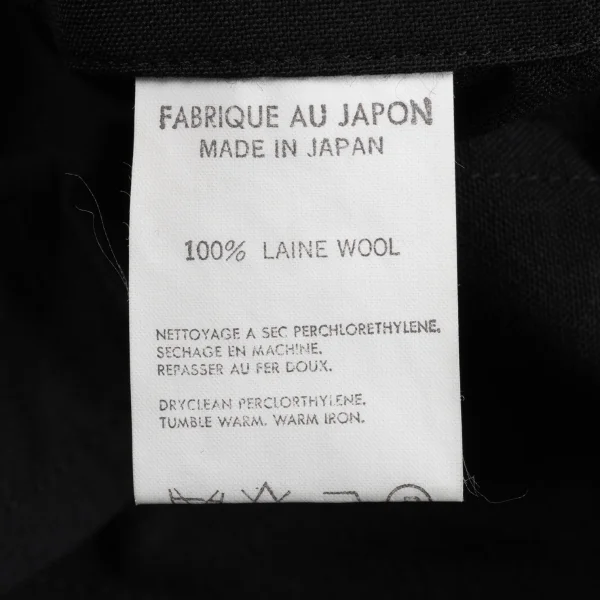 FABRIQUE AU JAPON
MADE IN JAPAN
100% LAINE WOOL
NETTOYAGE A SEC PERCHLORETHYLENE.
SECHAGE EN MACHINE.
REPASSER AU FER DOUX.
DRYCLEAN PERCLORTHYLENE.
TUMBLE WARM. WARM IRON.